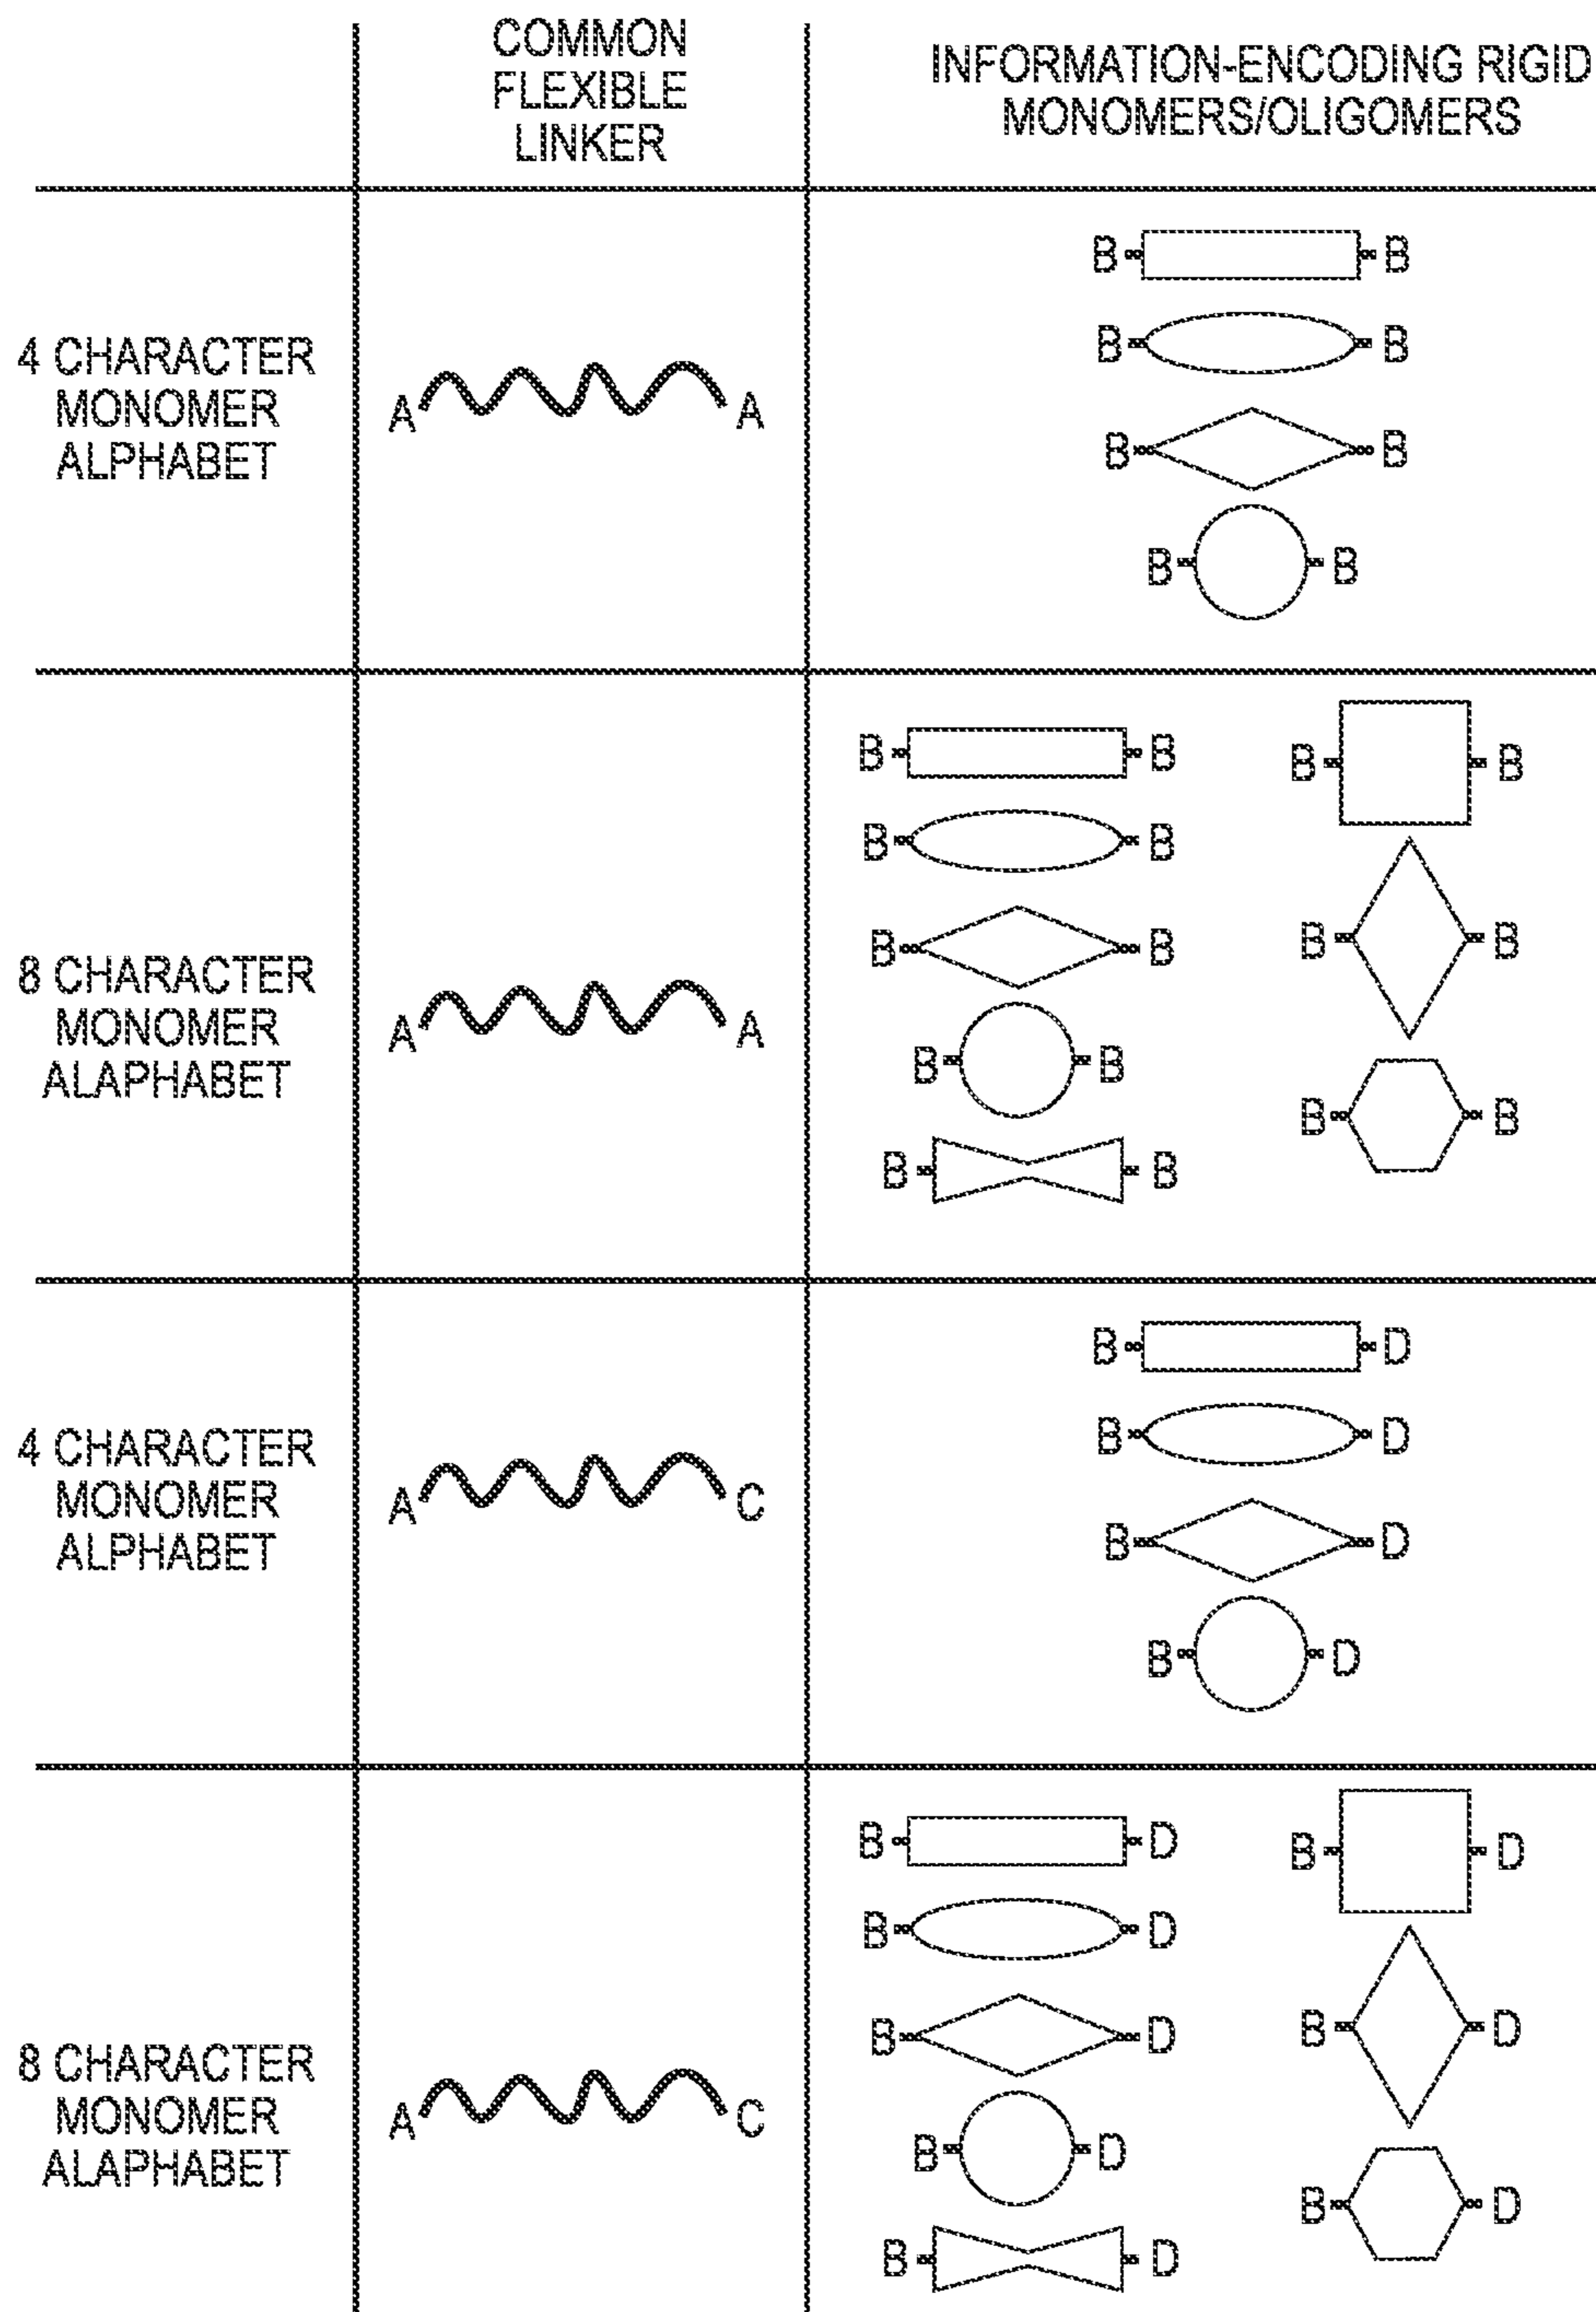 COMMON
FLEXIBLE
LINKER
INFORMATION-ENCODING RIGID
MONOMERS/OLIGOMERS
4 CHARACTER
MONOMER
ALPHABET
A A
B B
B B
B B
B B
8 CHARACTER
MONOMER
ALAPHABET
A A
B B
B B
B B
B B
B B
B B
B B
B B
4 CHARACTER
MONOMER
ALPHABET
A C
B D
B D
B D
B D
8 CHARACTER
MONOMER
ALAPHABET
A C
B D
B D
B D
B D
B D
B D
B D
B D